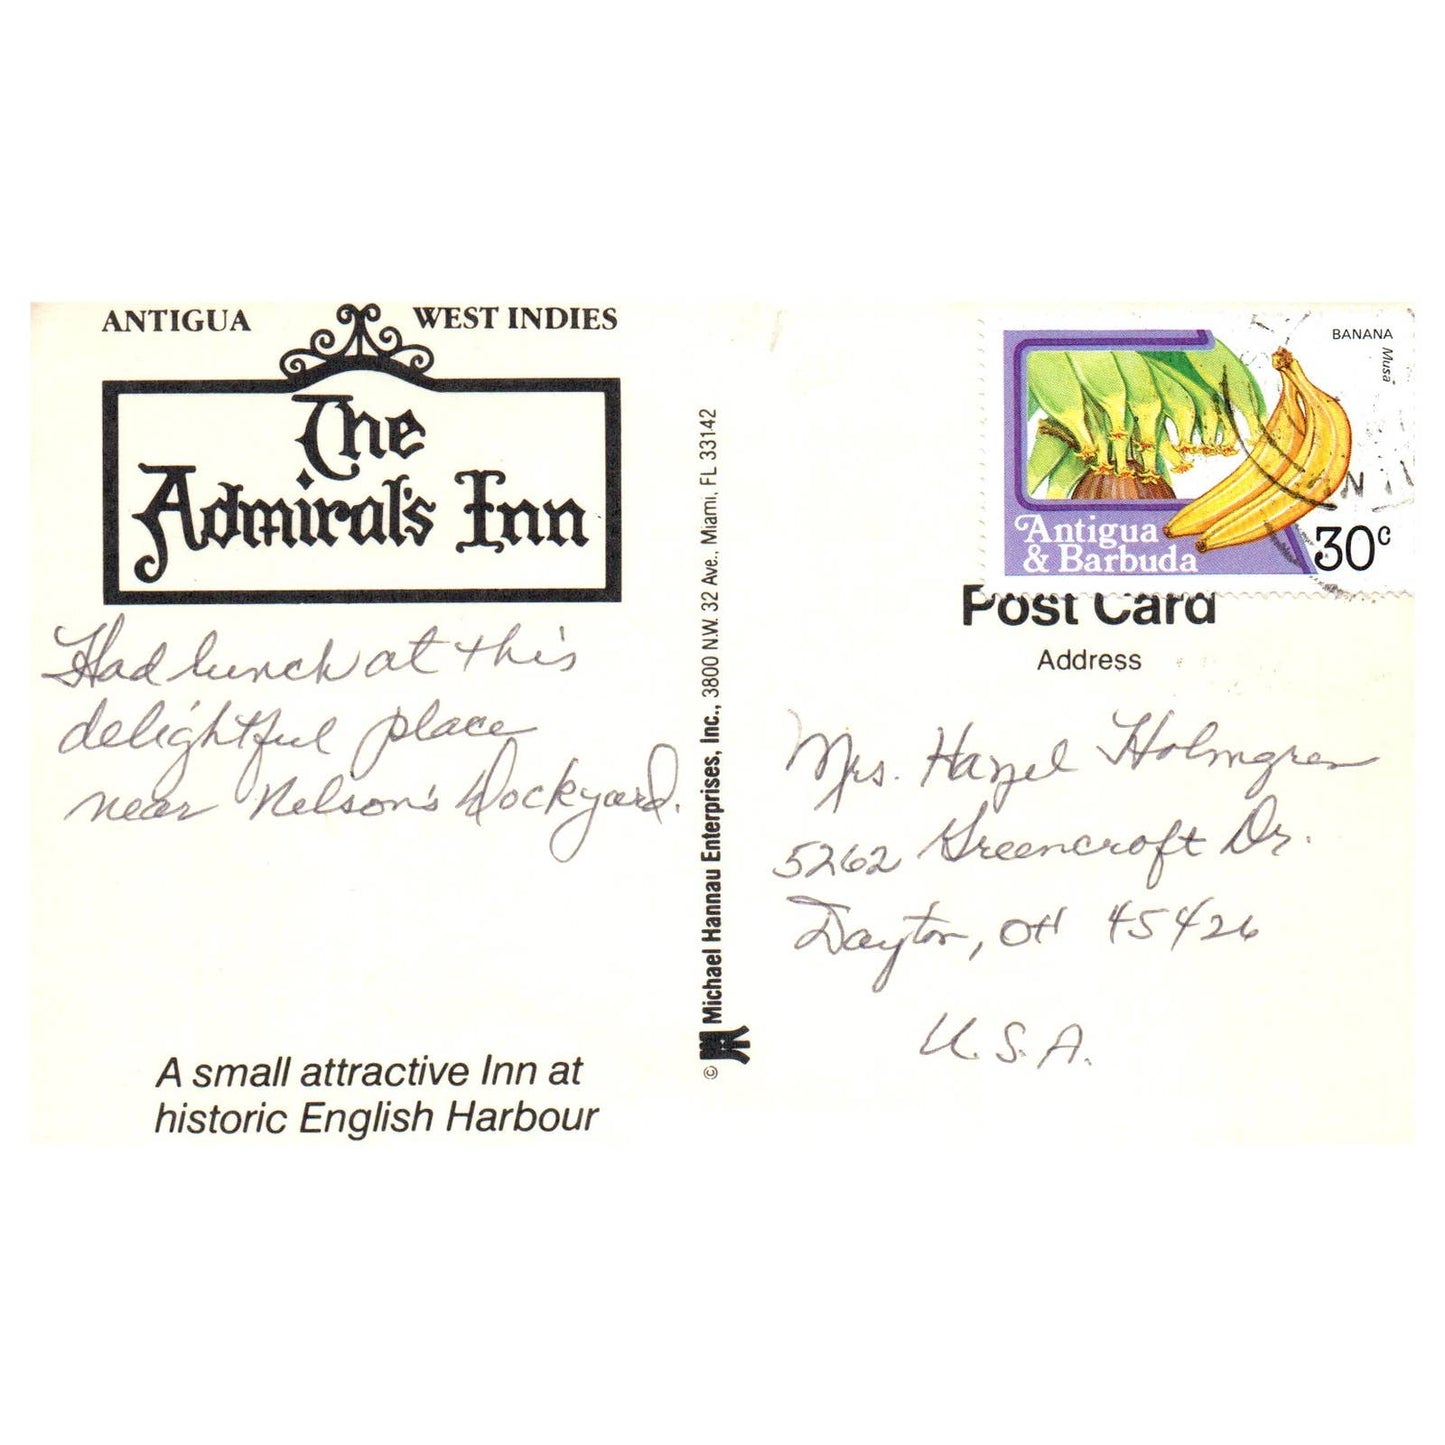 ANTIGUA WEST INDIES
The
Admiral's Inn
Had lunch at this
delightful place
near Nelson's Dockyard.
A small attractive Inn at
historic English Harbour
© Michael Hannau Enterprises, Inc., 3800 N.W. 32 Ave., Miami, FL 33142
BANANA
Musa
Antigua
& Barbuda
30c
Post Card
Address
Mrs. Hazel Holmgren
5262 Greencroft Dr.
Dayton, OH 45426
U.S.A.